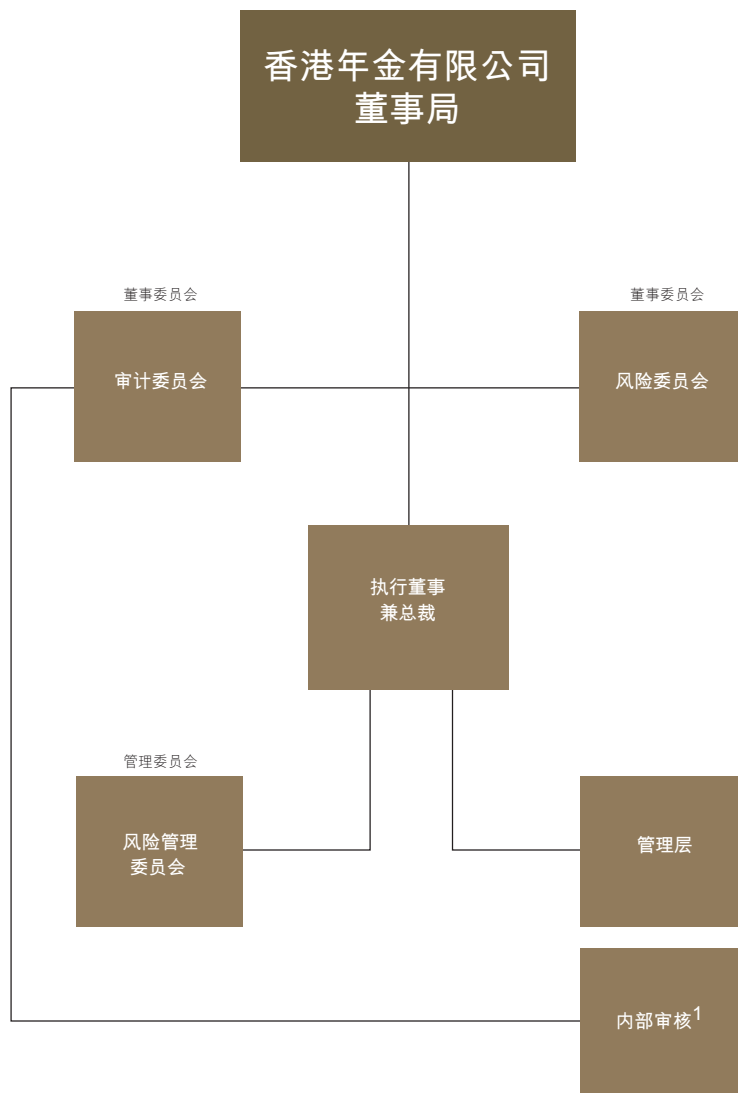 香港年金有限公司
董事局
董事委员会
董事委员会
审计委员会
风险委员会
执行董事
兼总裁
管理委员会
风险管理
委员会
管理层
内部审核1